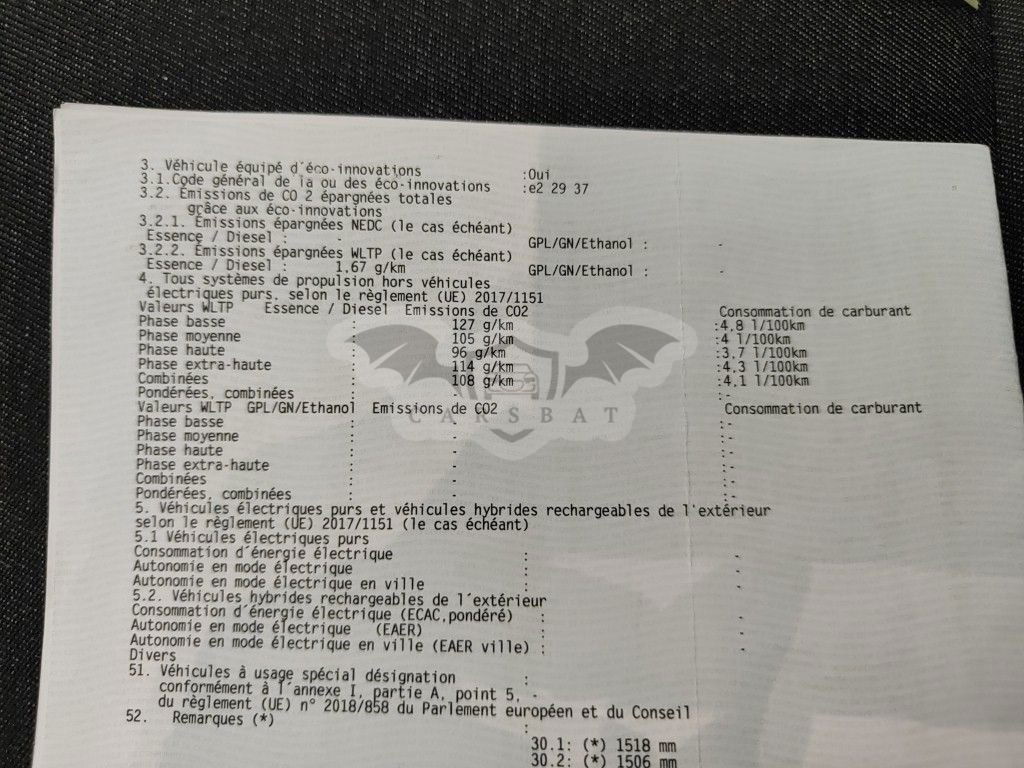 3. Véhicule équipé d'éco-innovations :Oui
3.1.Code général de la ou des éco-innovations :e2 29 37
3.2. Emissions de CO 2 épargnées totales
grâce aux éco-innovations
3.2.1. Émissions épargnées NEDC (le cas échéant)
Essence / Diesel : - GPL/GN/Ethanol : -
3.2.2. Émissions épargnées WLTP (le cas échéant)
Essence / Diesel : 1,67 g/km GPL/GN/Ethanol : -
4. Tous systèmes de propulsion hors véhicules
électriques purs, selon le règlement (UE) 2017/1151
Valeurs WLTP Essence / Diesel Emissions de CO2 Consommation de carburant
Phase basse : 127 g/km :4.8 l/100km
Phase moyenne : 105 g/km :4 l/100km
Phase haute : 96 g/km :3.7 l/100km
Phase extra-haute : 114 g/km :4.3 l/100km
Combinées : 108 g/km :4.1 l/100km
Pondérées, combinées : - :-
Valeurs WLTP GPL/GN/Ethanol Emissions de CO2 Consommation de carburant
Phase basse : - :-
Phase moyenne : - :-
Phase haute : - :-
Phase extra-haute : - :-
Combinées : - :-
Pondérées, combinées : - :-
CARSBAT
5. Véhicules électriques purs et véhicules hybrides rechargeables de l'extérieur
selon le règlement (UE) 2017/1151 (le cas échéant)
5.1 Véhicules électriques purs
Consommation d'énergie électrique : -
Autonomie en mode électrique : -
Autonomie en mode électrique en ville : -
5.2. Véhicules hybrides rechargeables de l'extérieur
Consommation d'énergie électrique (ECAC,pondéré) : -
Autonomie en mode électrique (EAER) : -
Autonomie en mode électrique en ville (EAER ville) : -
Divers
51. Véhicules à usage spécial désignation :
conformément à l'annexe I, partie A, point 5, -
du règlement (UE) n° 2018/858 du Parlement européen et du Conseil
52. Remarques (*) :
30.1: (*) 1518 mm
30.2: (*) 1506 mm